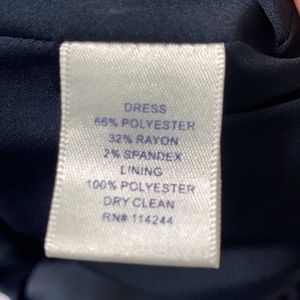 DRESS
66% POLYESTER
32% RAYON
2% SPANDEX
LINING
100% POLYESTER
DRY CLEAN
RN# 114244